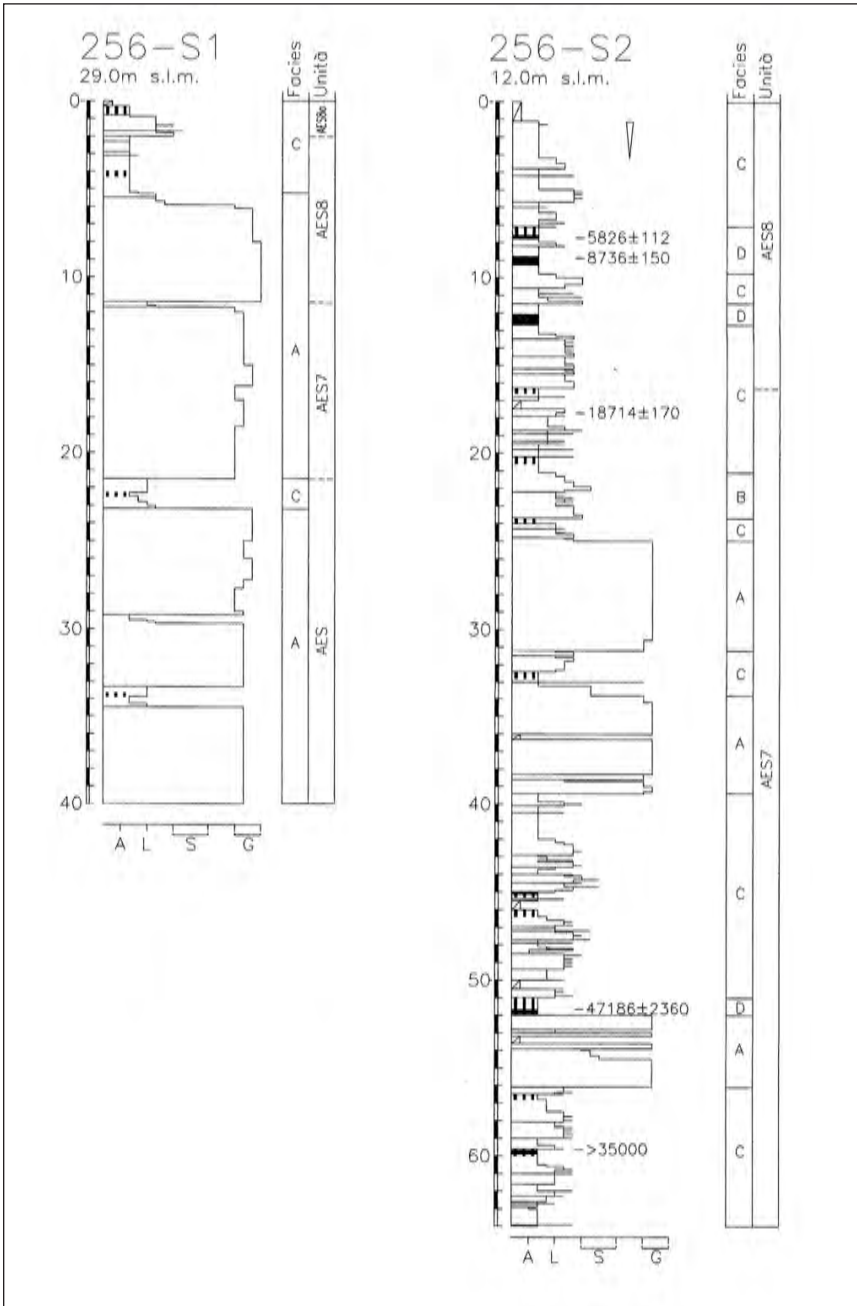 256-S1
29.0m s.l.m.
Facies
Unità
0
10
20
30
40
C
A
C
A
AES8a
AES8
AES7
AES
A L S G
256-S2
12.0m s.l.m.
Facies
Unità
0
10
20
30
40
50
60
-5826±112
-8736±150
-18714±170
-47186±2360
->35000
C
D
C
D
C
B
C
A
C
A
C
D
A
C
AES8
AES7
A L S G